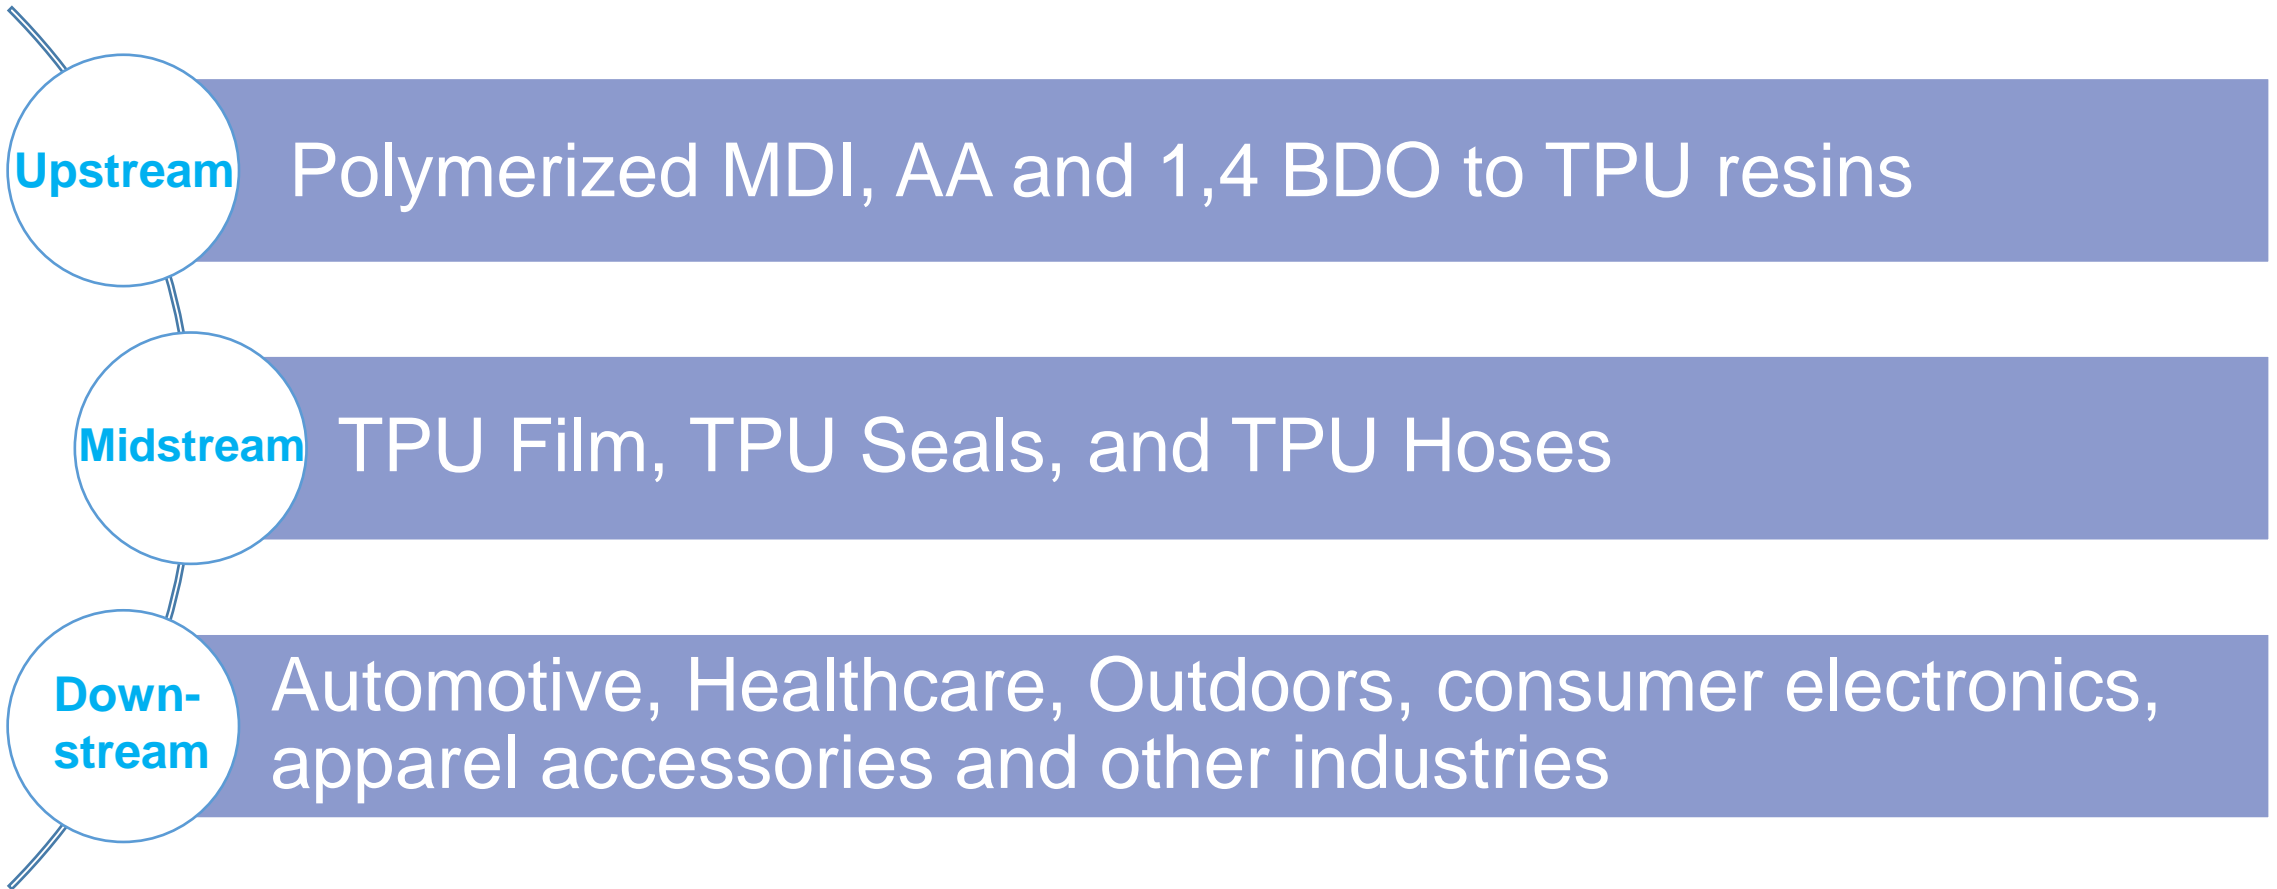 Upstream
Polymerized MDI, AA and 1,4 BDO to TPU resins
Midstream
TPU Film, TPU Seals, and TPU Hoses
Down-
stream
Automotive, Healthcare, Outdoors, consumer electronics,
apparel accessories and other industries